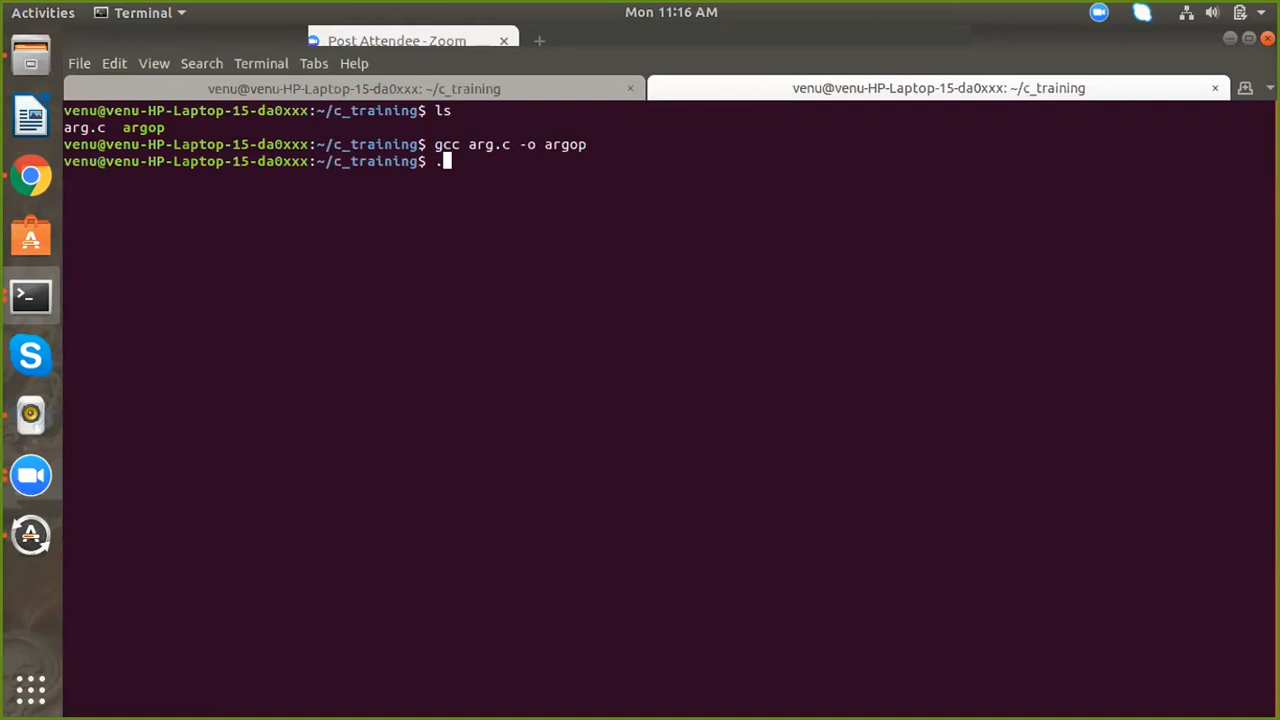 Activities Terminal Mon 11:16 AM
Post Attendee - Zoom
File Edit View Search Terminal Tabs Help
venu@venu-HP-Laptop-15-da0xxx: ~/c_training venu@venu-HP-Laptop-15-da0xxx: ~/c_training
venu@venu-HP-Laptop-15-da0xxx:~/c_training$ ls
arg.c argop
venu@venu-HP-Laptop-15-da0xxx:~/c_training$ gcc arg.c -o argop
venu@venu-HP-Laptop-15-da0xxx:~/c_training$ .